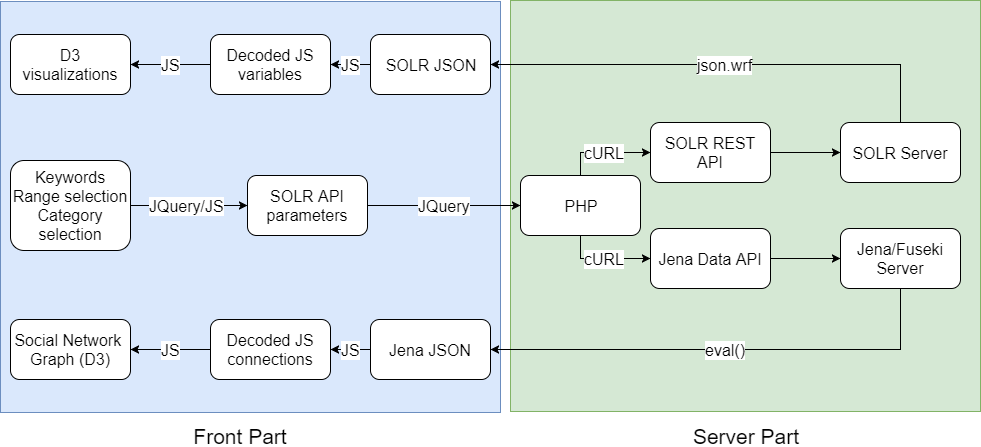 D3
visualizations
JS
Decoded JS
variables
JS
SOLR JSON
json.wrf
Keywords
Range selection
Category
selection
JQuery/JS
SOLR API
parameters
JQuery
PHP
cURL
SOLR REST
API
SOLR Server
cURL
Jena Data API
Jena/Fuseki
Server
Social Network
Graph (D3)
JS
Decoded JS
connections
JS
Jena JSON
eval()
Front Part
Server Part